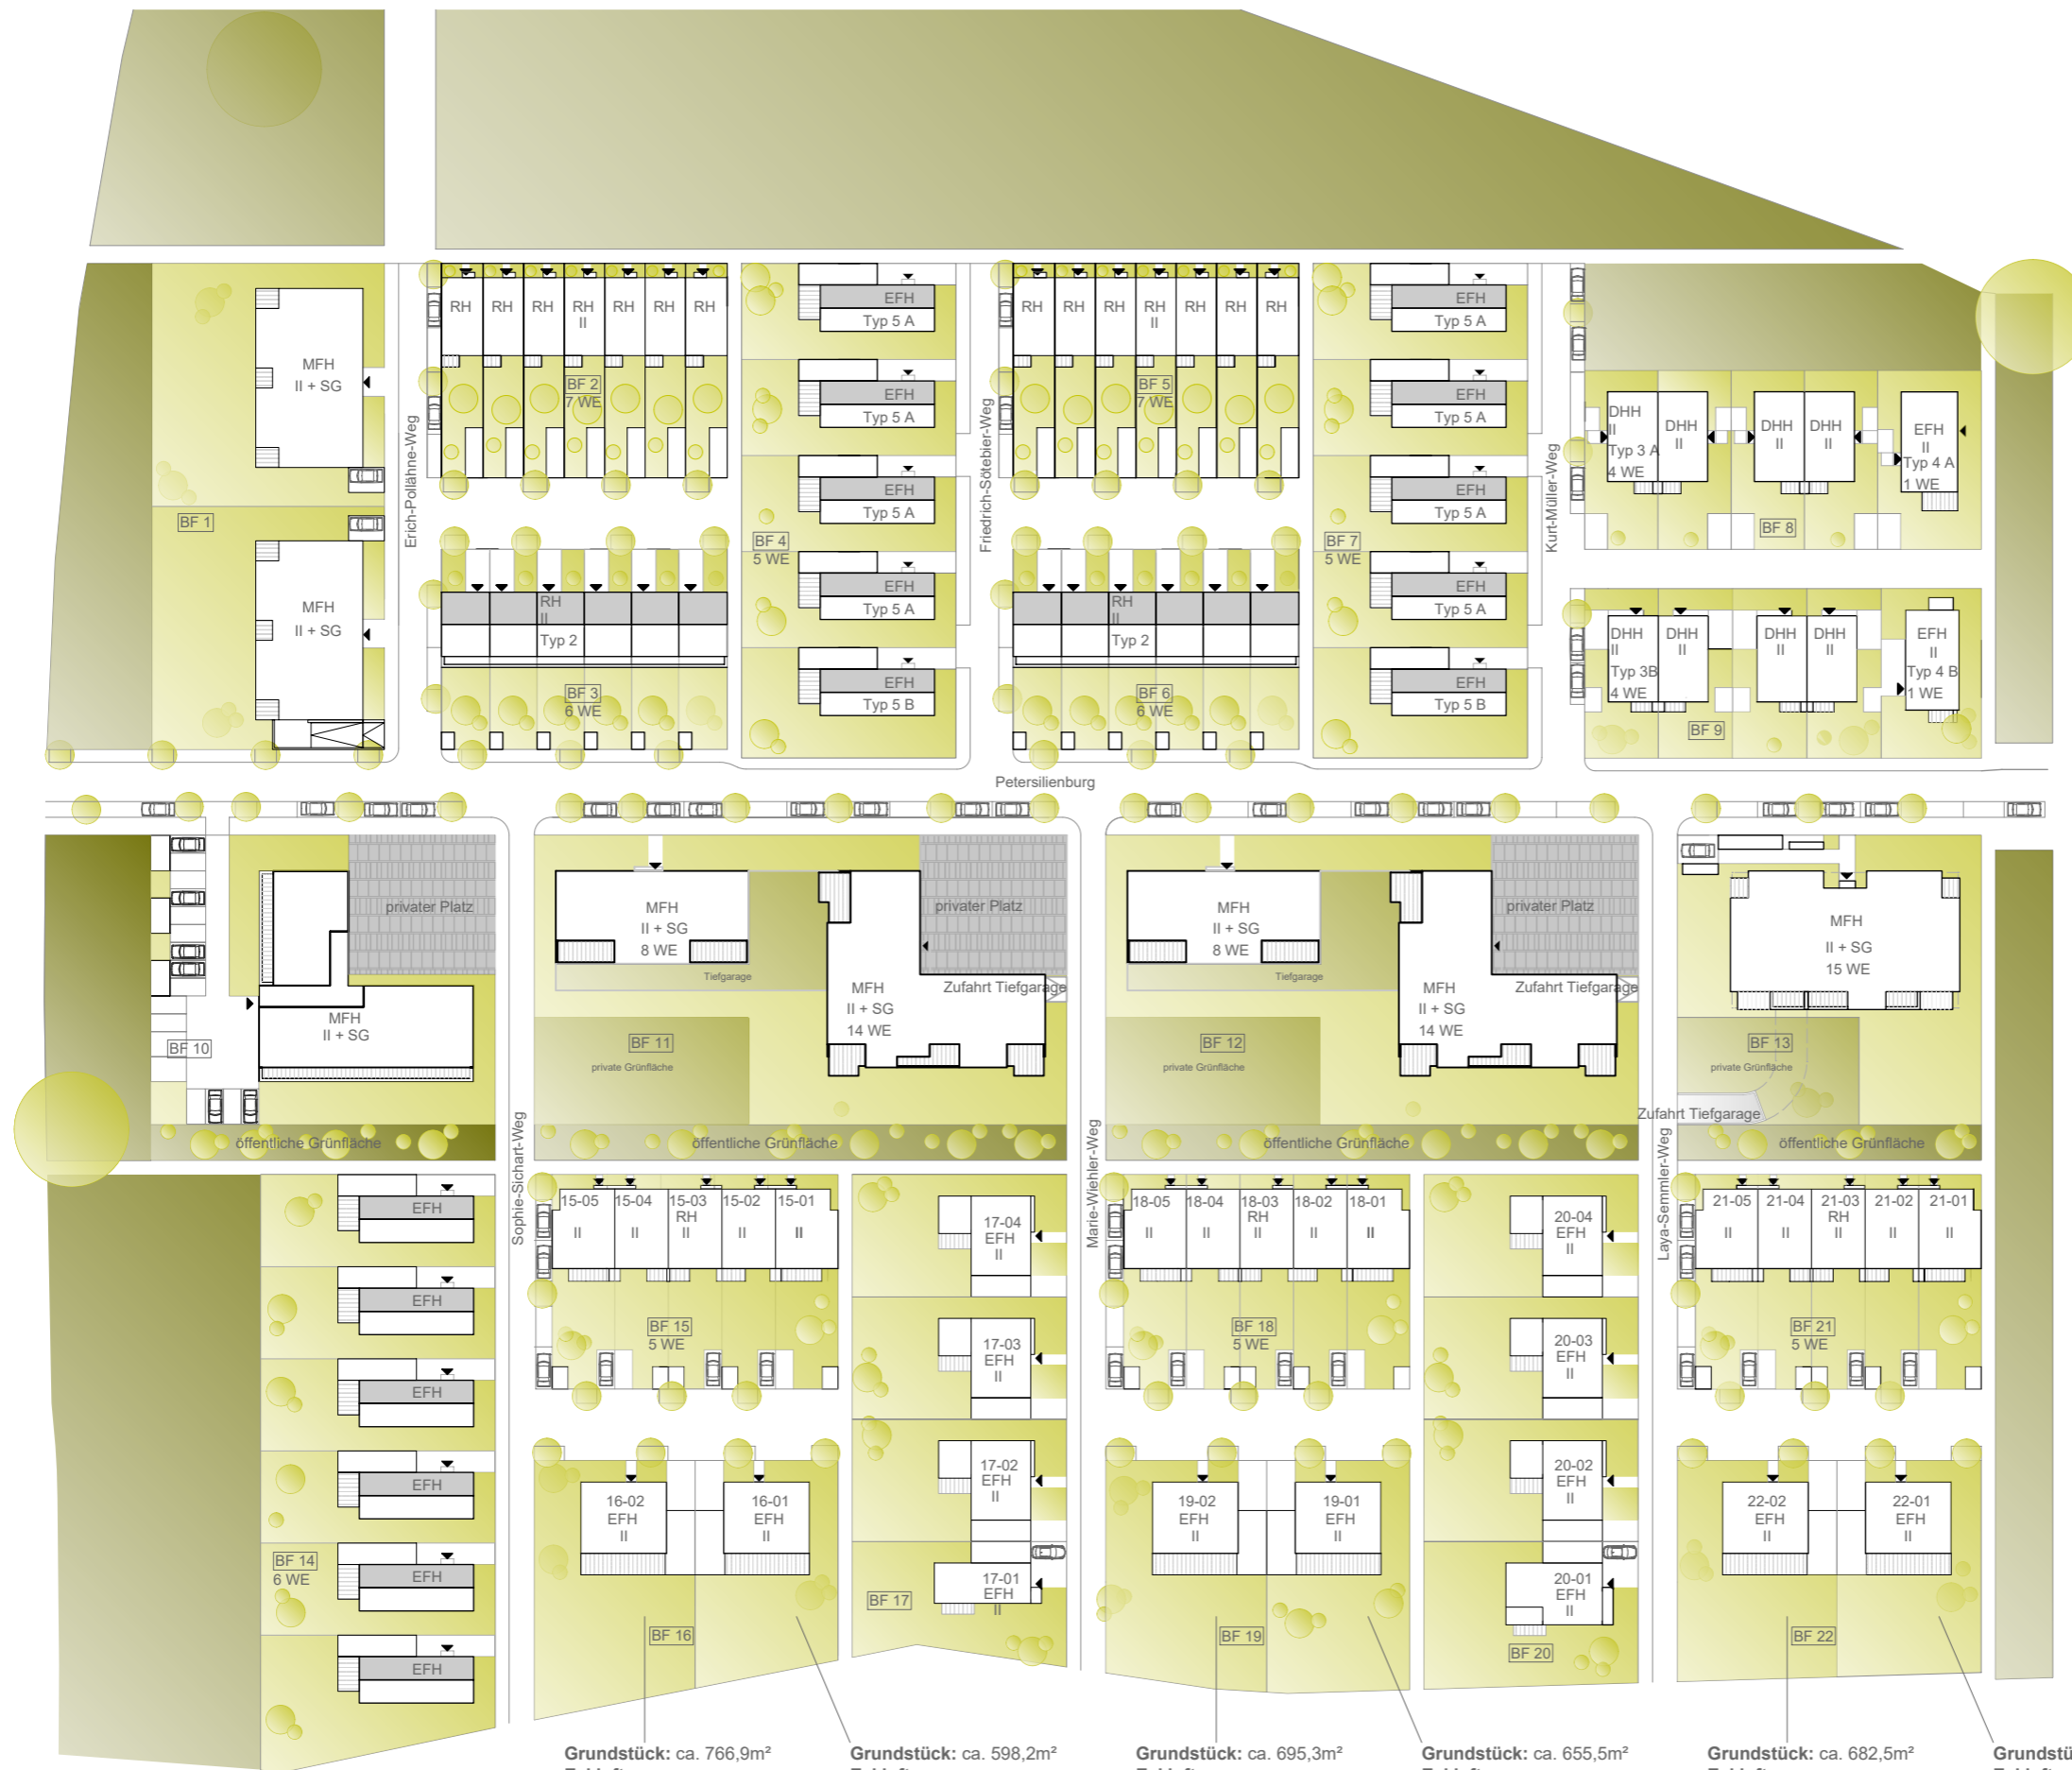 RH
RH
RH
RH
II
RH
RH
RH
BF 2
7 WE
EFH
Typ 5 A
EFH
Typ 5 A
EFH
Typ 5 A
EFH
Typ 5 A
EFH
Typ 5 B
BF 4
5 WE
RH
RH
RH
RH
II
RH
RH
RH
BF 5
7 WE
EFH
Typ 5 A
EFH
Typ 5 A
EFH
Typ 5 A
EFH
Typ 5 A
EFH
Typ 5 B
BF 7
5 WE
MFH
II + SG
BF 1
MFH
II + SG
Erich-Pollähne-Weg
Friedrich-Sötebier-Weg
Kurt-Müller-Weg
RH
II
Typ 2
BF 3
6 WE
RH
II
Typ 2
BF 6
6 WE
DHH
II
Typ 3 A
4 WE
DHH
II
DHH
II
DHH
II
EFH
II
Typ 4 A
1 WE
BF 8
DHH
II
Typ 3B
4 WE
DHH
II
DHH
II
DHH
II
EFH
II
Typ 4 B
1 WE
BF 9
Petersilienburg
privater Platz
MFH
II + SG
BF 10
öffentliche Grünfläche
MFH
II + SG
8 WE
Tiefgarage
privater Platz
Zufahrt Tiefgarage
MFH
II + SG
14 WE
BF 11
private Grünfläche
öffentliche Grünfläche
MFH
II + SG
8 WE
Tiefgarage
privater Platz
Zufahrt Tiefgarage
MFH
II + SG
14 WE
BF 12
private Grünfläche
öffentliche Grünfläche
MFH
II + SG
15 WE
BF 13
private Grünfläche
Zufahrt Tiefgarage
öffentliche Grünfläche
Sophie-Sichart-Weg
Marie-Wiehler-Weg
Laya-Semmler-Weg
EFH
EFH
EFH
EFH
EFH
EFH
BF 14
6 WE
15-05
II
15-04
II
15-03
RH
II
15-02
II
15-01
II
BF 15
5 WE
16-02
EFH
II
16-01
EFH
II
BF 16
17-04
EFH
II
17-03
EFH
II
17-02
EFH
II
17-01
EFH
II
BF 17
18-05
II
18-04
II
18-03
RH
II
18-02
II
18-01
II
BF 18
5 WE
19-02
EFH
II
19-01
EFH
II
BF 19
20-04
EFH
II
20-03
EFH
II
20-02
EFH
II
20-01
EFH
II
BF 20
21-05
II
21-04
II
21-03
RH
II
21-02
II
21-01
II
BF 21
5 WE
22-02
EFH
II
22-01
EFH
II
BF 22
Grundstück: ca. 766,9m²
Grundstück: ca. 598,2m²
Grundstück: ca. 695,3m²
Grundstück: ca. 655,5m²
Grundstück: ca. 682,5m²